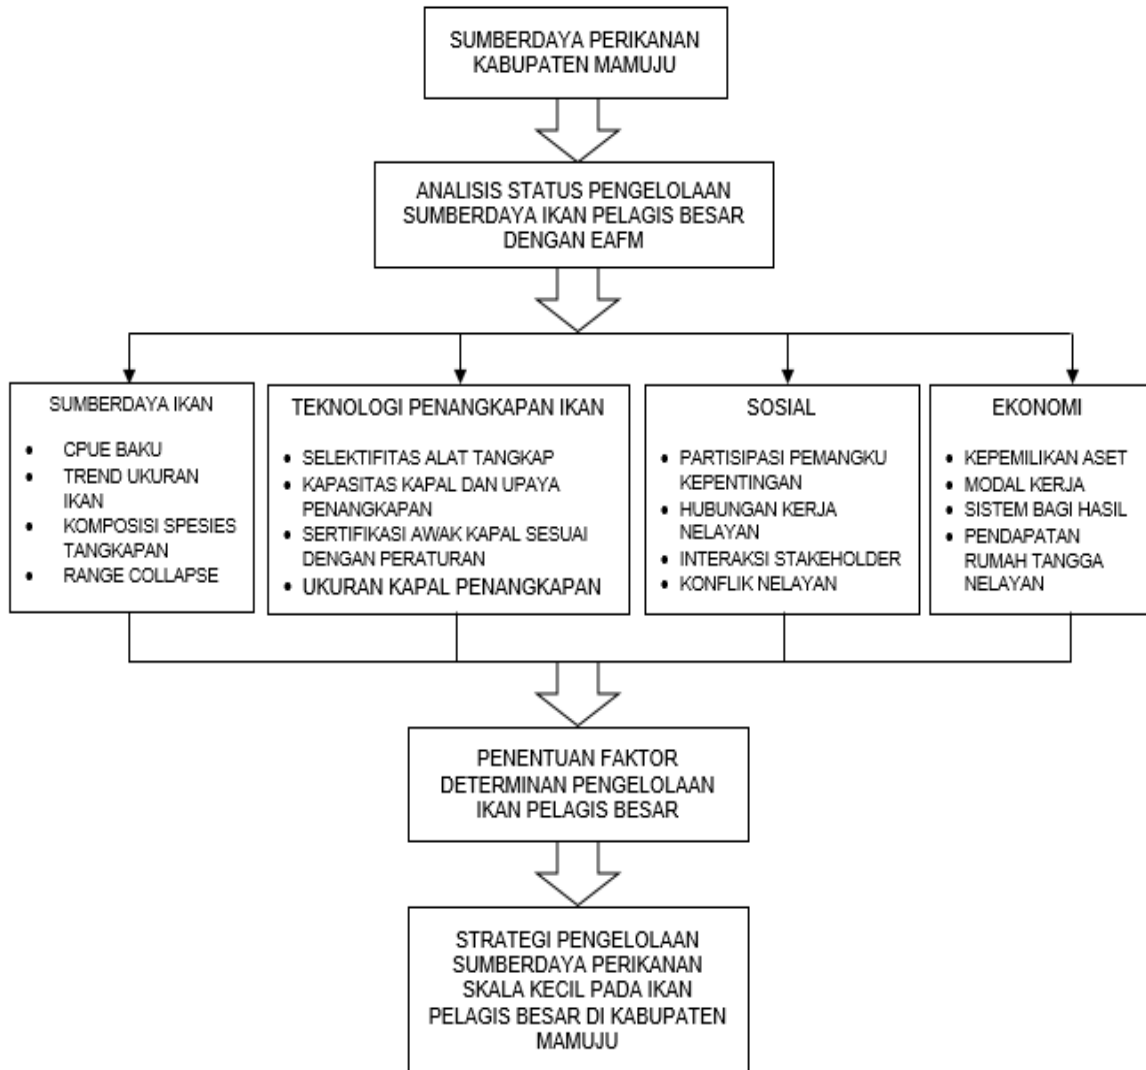 SUMBERDAYA PERIKANAN
KABUPATEN MAMUJU
ANALISIS STATUS PENGELOLAAN
SUMBERDAYA IKAN PELAGIS BESAR
DENGAN EAFM
SUMBERDAYA IKAN
• CPUE BAKU
• TREND UKURAN
IKAN
• KOMPOSISI SPESIES
TANGKAPAN
• RANGE COLLAPSE
TEKNOLOGI PENANGKAPAN IKAN
• SELEKTIFITAS ALAT TANGKAP
• KAPASITAS KAPAL DAN UPAYA
PENANGKAPAN
• SERTIFIKASI AWAK KAPAL SESUAI
DENGAN PERATURAN
• UKURAN KAPAL PENANGKAPAN
SOSIAL
• PARTISIPASI PEMANGKU
KEPENTINGAN
• HUBUNGAN KERJA
NELAYAN
• INTERAKSI STAKEHOLDER
• KONFLIK NELAYAN
EKONOMI
• KEPEMILIKAN ASET
• MODAL KERJA
• SISTEM BAGI HASIL
• PENDAPATAN
RUMAH TANGGA
NELAYAN
PENENTUAN FAKTOR
DETERMINAN PENGELOLAAN
IKAN PELAGIS BESAR
STRATEGI PENGELOLAAN
SUMBERDAYA PERIKANAN
SKALA KECIL PADA IKAN
PELAGIS BESAR DI KABUPATEN
MAMUJU